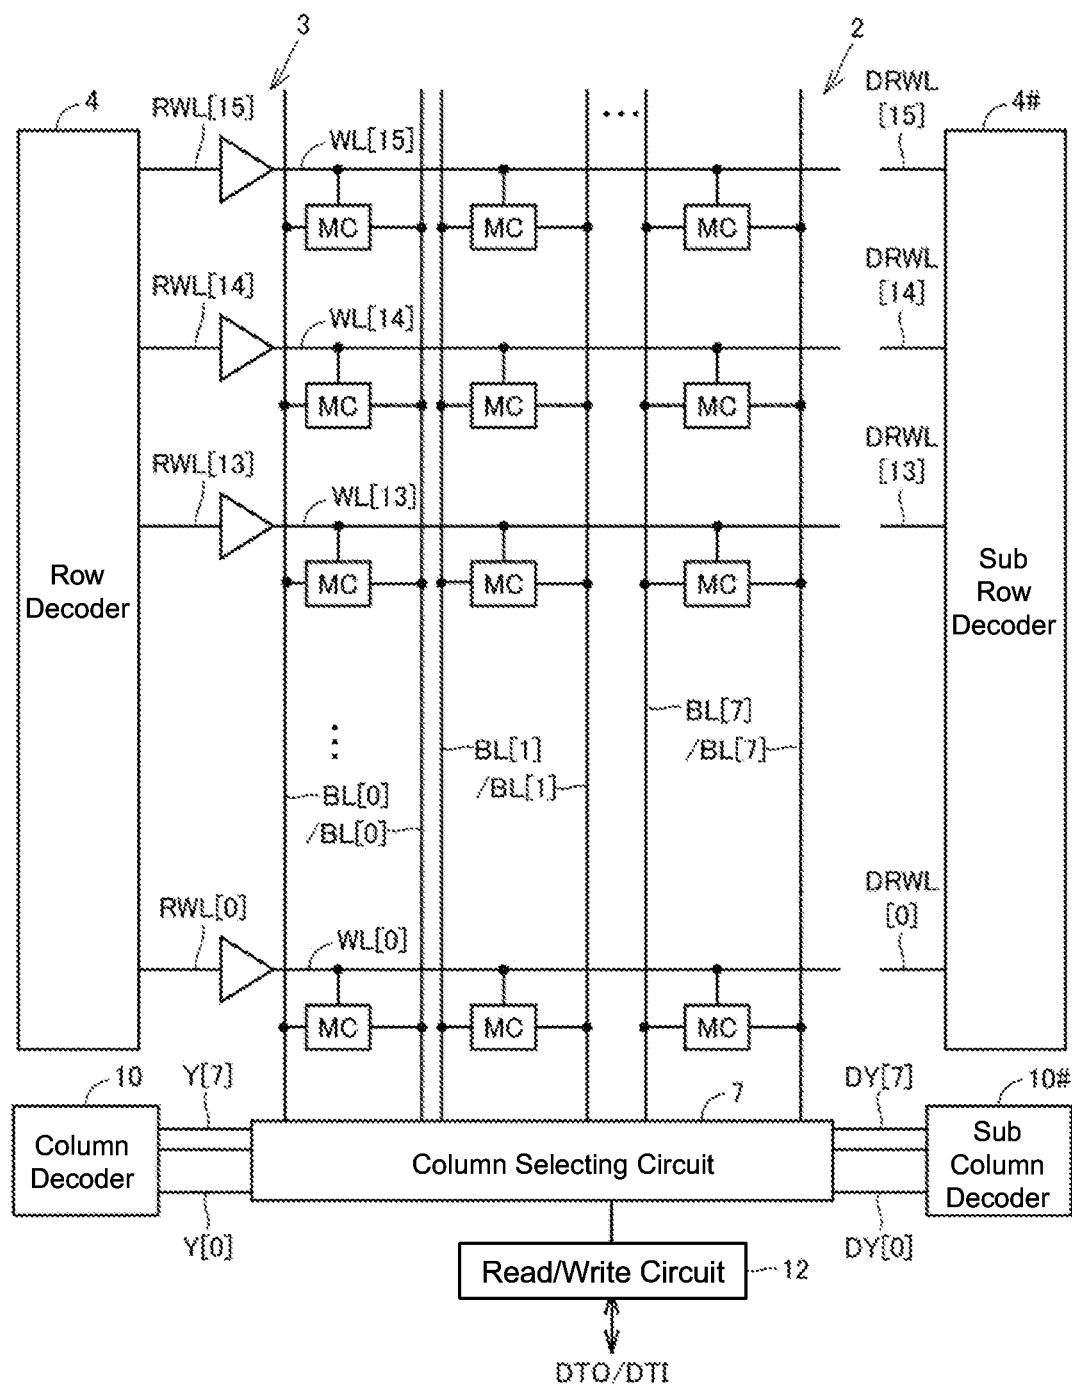 3
2
4
RWL[15]
WL[15]
...
DRWL
[15]
4#
MC MC MC
RWL[14]
WL[14]
DRWL
[14]
MC MC MC
RWL[13]
WL[13]
DRWL
[13]
MC MC MC
Row
Decoder
Sub
Row
Decoder
BL[7]
/BL[7]
BL[1]
/BL[1]
BL[0]
/BL[0]
RWL[0]
WL[0]
DRWL
[0]
MC MC MC
10
Y[7]
7
DY[7]
10#
Column
Decoder
Column Selecting Circuit
Sub
Column
Decoder
Y[0]
DY[0]
Read/Write Circuit
12
DTO/DTI